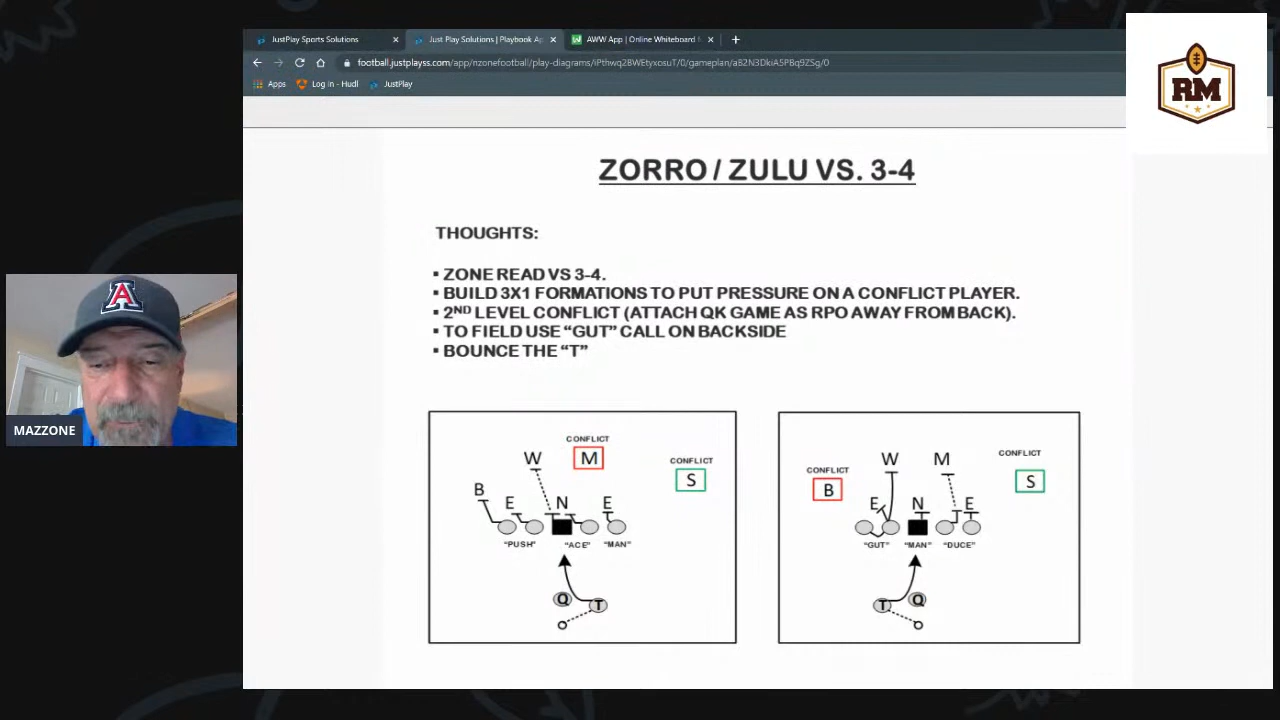 JustPlay Sports Solutions
Just Play Solutions | Playbook Ap
AWW App | Online Whiteboard
football.justplayss.com/app/nzonefootball/play-diagrams/iPthwq2BWEtyxosuT/0/gameplan/aB2N3DkiA5PBq9ZSg/0
Apps
Log In - Hudl
JustPlay
RM
ZORRO / ZULU VS. 3-4
THOUGHTS:
▪ ZONE READ VS 3-4.
▪ BUILD 3X1 FORMATIONS TO PUT PRESSURE ON A CONFLICT PLAYER.
▪ 2ND LEVEL CONFLICT (ATTACH QK GAME AS RPO AWAY FROM BACK).
▪ TO FIELD USE “GUT” CALL ON BACKSIDE
▪ BOUNCE THE “T”
A
MAZZONE
CONFLICT
W M
CONFLICT
S
B E N E
“PUSH” “ACE” “MAN”
Q T
CONFLICT
W M
CONFLICT
B S
E N E
“GUT” “MAN” “DUCE”
T Q